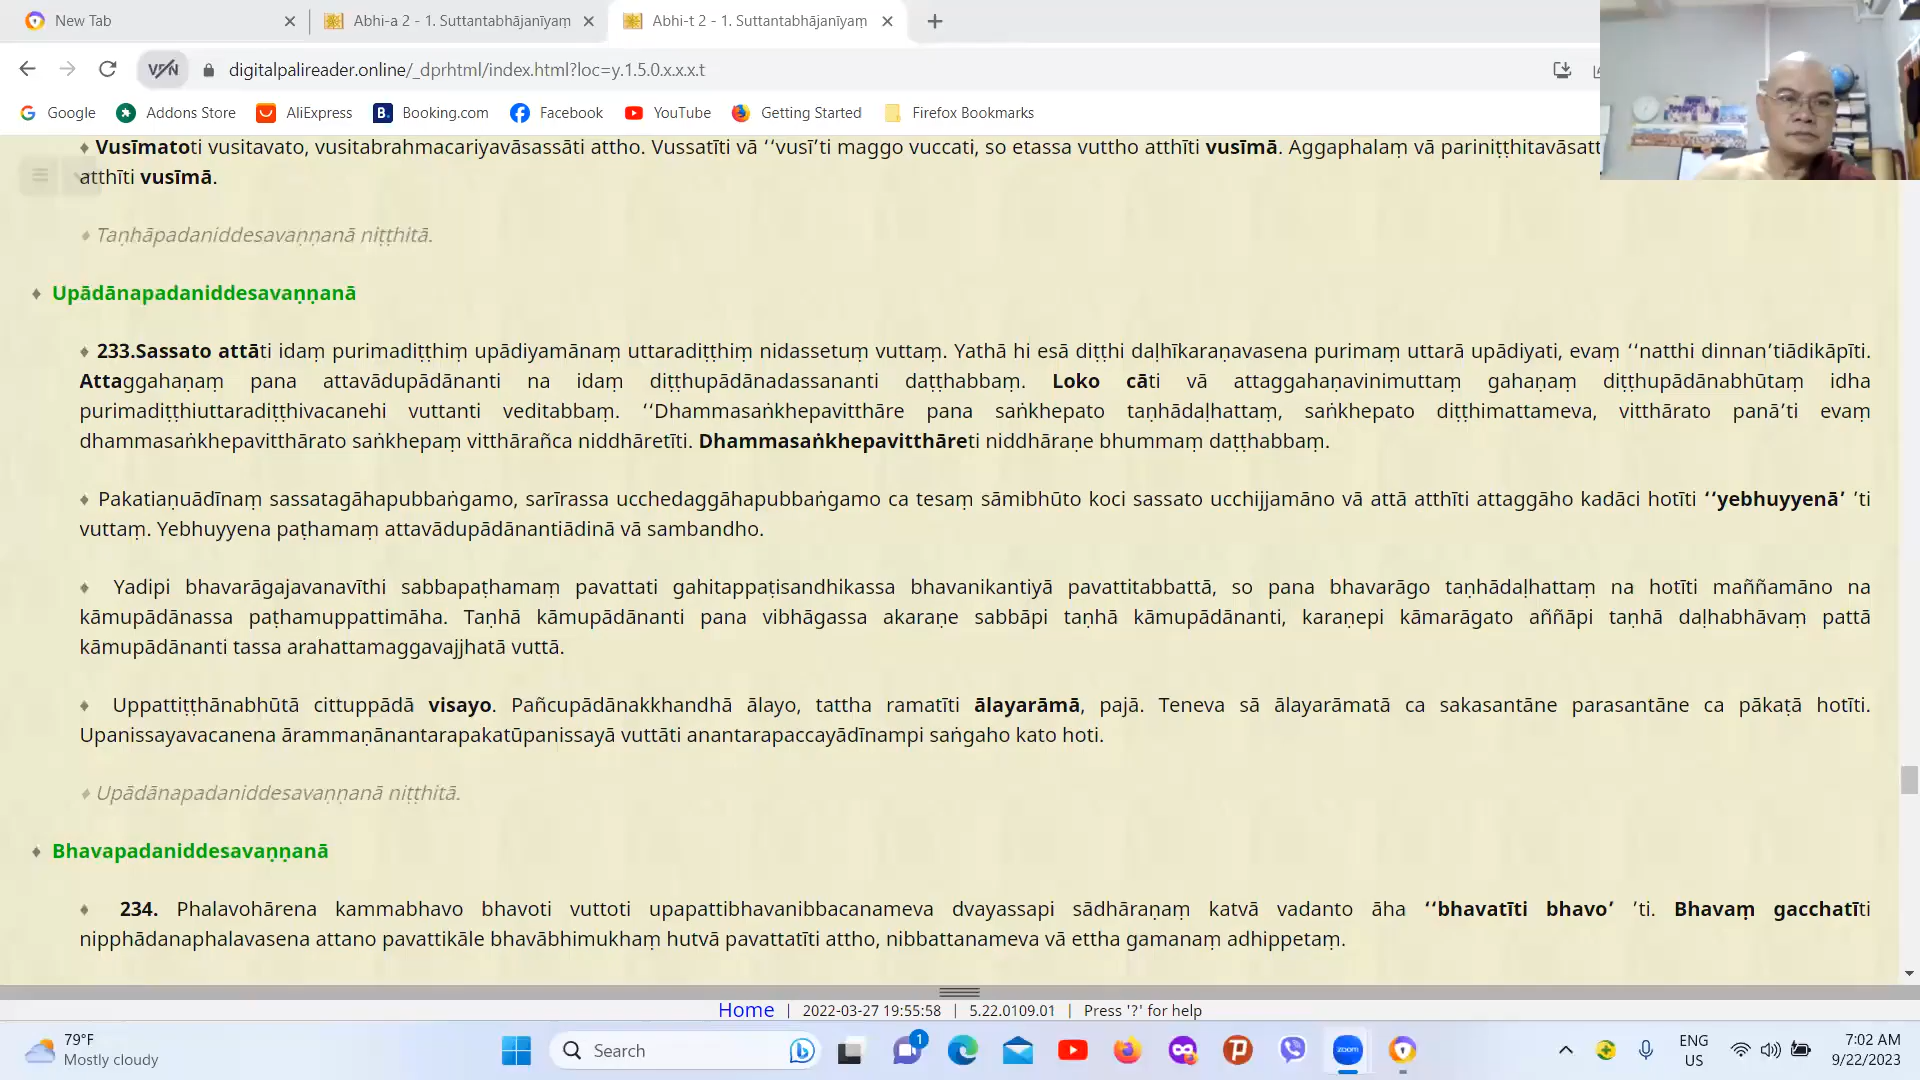 New Tab
Abhi-a 2 - 1. Suttantabhājanīyaṃ
Abhi-t 2 - 1. Suttantabhājanīyaṃ
VPN
digitalpalireader.online/_dprhtml/index.html?loc=y.1.5.0.x.x.x.t
Google Addons Store AliExpress B. Booking.com Facebook YouTube Getting Started Firefox Bookmarks
♦ Vusīmatoti vusitavato, vusitabrahmacariyavāsassāti attho. Vussatīti vā ‘‘vusī’ti maggo vuccati, so etassa vuttho atthīti vusīmā. Aggaphalaṃ vā pariniṭṭhitavāsatt
atthīti vusīmā.
♦ Taṇhāpadaniddesavaṇṇanā niṭṭhitā.
♦ Upādānapadaniddesavaṇṇanā
♦ 233.Sassato attāti idaṃ purimadiṭṭhiṃ upādiyamānaṃ uttaradiṭṭhiṃ nidassetuṃ vuttaṃ. Yathā hi esā diṭṭhi daḷhīkaraṇavasena purimaṃ uttarā upādiyati, evaṃ ‘‘natthi dinnan’tiādikāpīti.
Attaggahaṇaṃ pana attavādupādānanti na idaṃ diṭṭhupādānadassananti daṭṭhabbaṃ. Loko cāti vā attaggahaṇavinimuttaṃ gahaṇaṃ diṭṭhupādānabhūtaṃ idha
purimadiṭṭhiuttaradiṭṭhivacanehi vuttanti veditabbaṃ. ‘‘Dhammasaṅkhepavitthāre pana saṅkhepato taṇhādaḷhattaṃ, saṅkhepato diṭṭhimattameva, vitthārato panā’ti evaṃ
dhammasaṅkhepavitthārato saṅkhepaṃ vitthārañca niddhāretīti. Dhammasaṅkhepavitthāreti niddhāraṇe bhummaṃ daṭṭhabbaṃ.
♦ Pakatiaṇuādīnaṃ sassatagāhapubbaṅgamo, sarīrassa ucchedaggāhapubbaṅgamo ca tesaṃ sāmibhūto koci sassato ucchijjamāno vā attā atthīti attaggāho kadāci hotīti ‘‘yebhuyyenā’ ’ti
vuttaṃ. Yebhuyyena paṭhamaṃ attavādupādānantiādinā vā sambandho.
♦ Yadipi bhavarāgajavanavīthi sabbapaṭhamaṃ pavattati gahitappaṭisandhikassa bhavanikantiyā pavattitabbattā, so pana bhavarāgo taṇhādaḷhattaṃ na hotīti maññamāno na
kāmupādānassa paṭhamuppattimāha. Taṇhā kāmupādānanti pana vibhāgassa akaraṇe sabbāpi taṇhā kāmupādānanti, karaṇepi kāmarāgato aññāpi taṇhā daḷhabhāvaṃ pattā
kāmupādānanti tassa arahattamaggavajjhatā vuttā.
♦ Uppattiṭṭhānabhūtā cittuppādā visayo. Pañcupādānakkhandhā ālayo, tattha ramatīti ālayarāmā, pajā. Teneva sā ālayarāmatā ca sakasantāne parasantāne ca pākaṭā hotīti.
Upanissayavacanena ārammaṇānantarapakatūpanissayā vuttāti anantarapaccayādīnampi saṅgaho kato hoti.
♦ Upādānapadaniddesavaṇṇanā niṭṭhitā.
♦ Bhavapadaniddesavaṇṇanā
♦ 234. Phalavohārena kammabhavo bhavoti vuttoti upapattibhavanibbacanameva dvayassapi sādhāraṇaṃ katvā vadanto āha ‘‘bhavatīti bhavo’ ’ti. Bhavaṃ gacchatīti
nipphādanaphalavasena attano pavattikāle bhavābhimukhaṃ hutvā pavattatīti attho, nibbattanameva vā ettha gamanaṃ adhippetaṃ.
Home | 2022-03-27 19:55:58 | 5.22.0109.01 | Press '?' for help
79°F
Mostly cloudy
Search
1
zoom
ENG
US
7:02 AM
9/22/2023